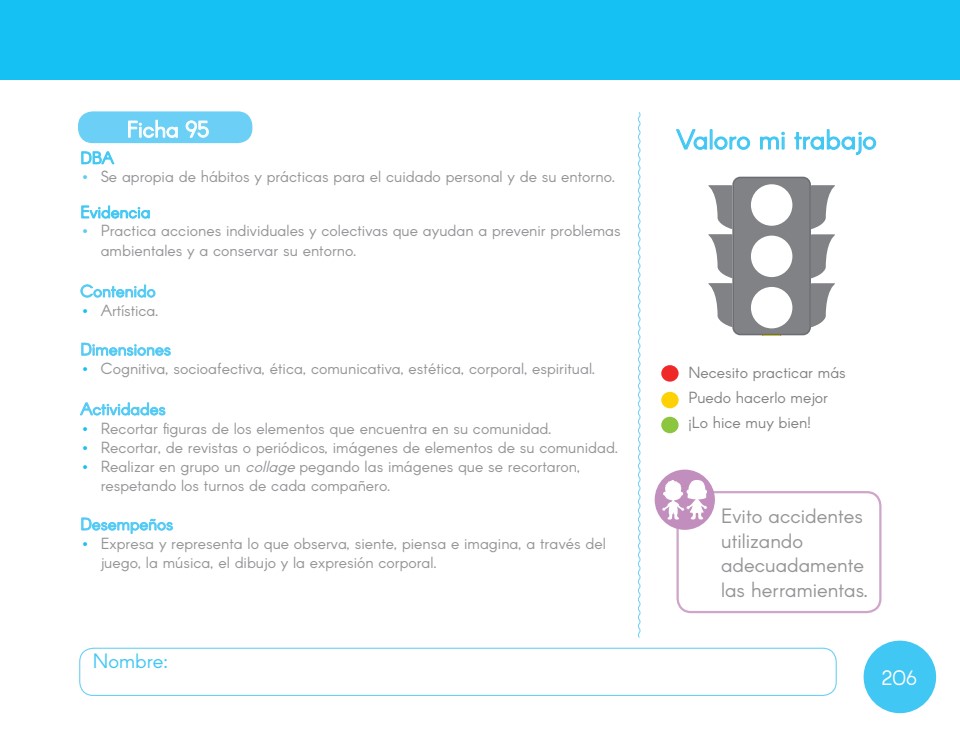 Ficha 95
DBA
• Se apropia de hábitos y prácticas para el cuidado personal y de su entorno.
Evidencia
• Practica acciones individuales y colectivas que ayudan a prevenir problemas
ambientales y a conservar su entorno.
Contenido
• Artística.
Dimensiones
• Cognitiva, socioafectiva, ética, comunicativa, estética, corporal, espiritual.
Actividades
• Recortar figuras de los elementos que encuentra en su comunidad.
• Recortar, de revistas o periódicos, imágenes de elementos de su comunidad.
• Realizar en grupo un collage pegando las imágenes que se recortaron,
respetando los turnos de cada compañero.
Desempeños
• Expresa y representa lo que observa, siente, piensa e imagina, a través del
juego, la música, el dibujo y la expresión corporal.
Valoro mi trabajo
Necesito practicar más
Puedo hacerlo mejor
¡Lo hice muy bien!
Evito accidentes
utilizando
adecuadamente
las herramientas.
Nombre:
206